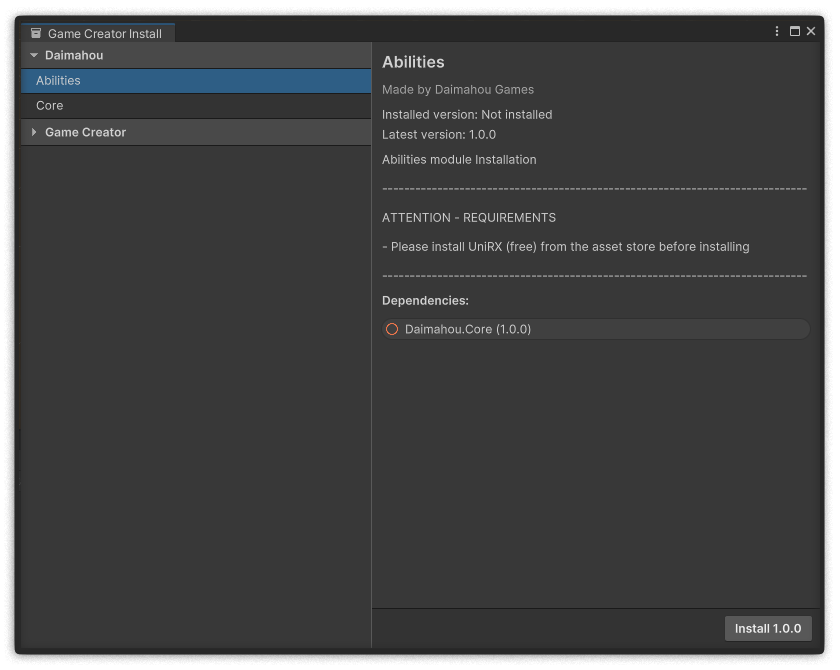 Game Creator Install
Daimahou
Abilities
Core
Game Creator
Abilities
Made by Daimahou Games
Installed version: Not installed
Latest version: 1.0.0
Abilities module Installation
--------------------------------------------------------------------------------
ATTENTION - REQUIREMENTS
- Please install UniRX (free) from the asset store before installing
--------------------------------------------------------------------------------
Dependencies:
Daimahou.Core (1.0.0)
Install 1.0.0